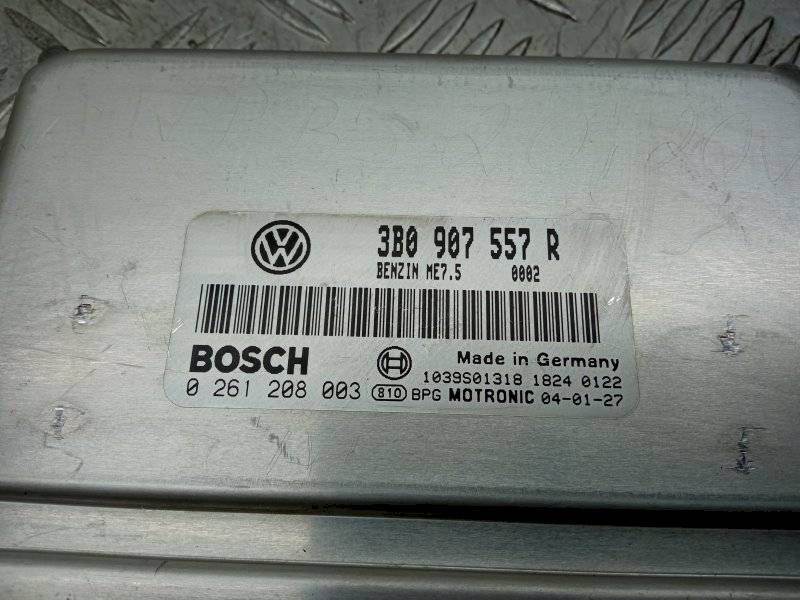 VW
3B0 907 557 R
BENZIN ME7.5 0002
BOSCH
Made in Germany
1039S01318 1824 0122
0 261 208 003 810 BPG MOTRONIC 04-01-27